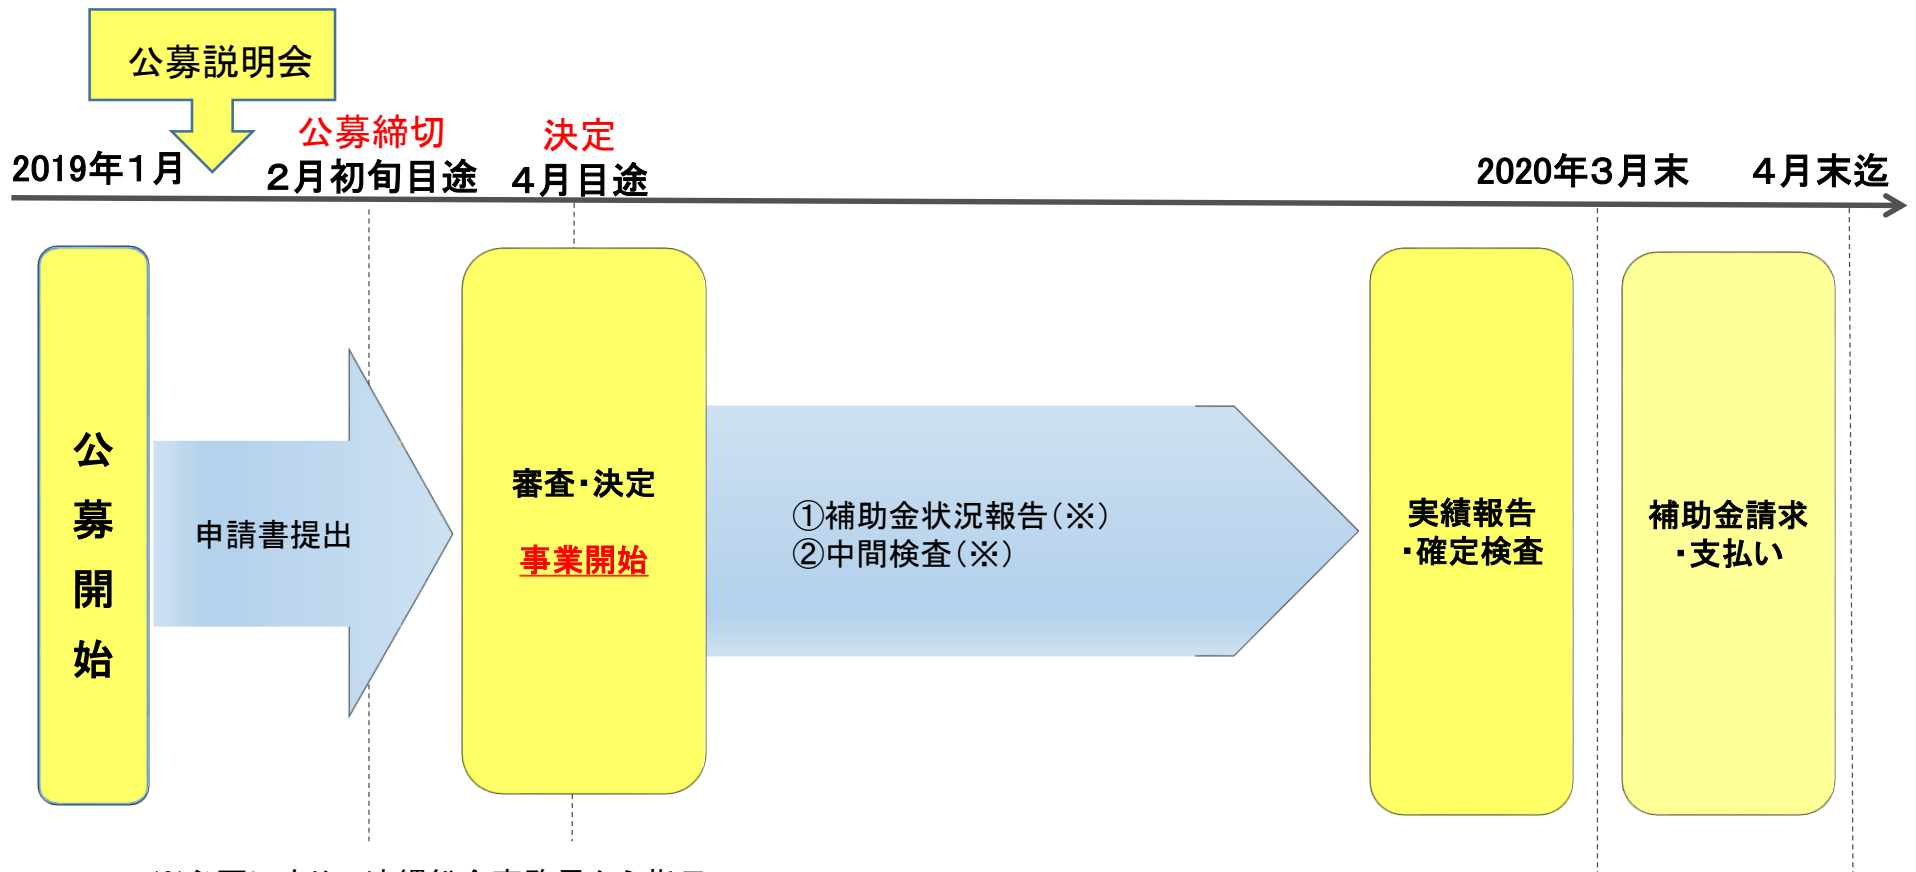 公募説明会
公募締切
決定
2019年１月
２月初旬目途
４月目途
2020年３月末
４月末迄
公
募
開
始
申請書提出
審査・決定
事業開始
①補助金状況報告（※）
②中間検査（※）
実績報告
・確定検査
補助金請求
・支払い